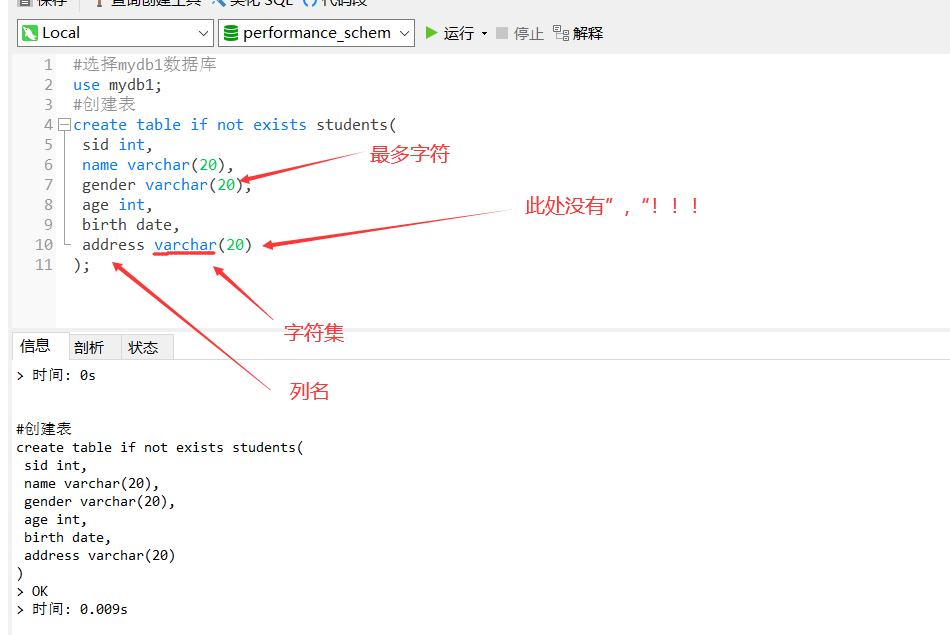 保存 查询创建工具 美化 SQL 代码段
Local performance_schem 运行 停止 解释
1 #选择mydb1数据库
2 use mydb1;
3 #创建表
4 create table if not exists students(
5 sid int,
6 name varchar(20),
最多字符
7 gender varchar(20),
8 age int,
此处没有”，“！！！
9 birth date,
10 address varchar(20)
11 );
字符集
信息 剖析 状态
> 时间: 0s
列名
#创建表
create table if not exists students(
sid int,
name varchar(20),
gender varchar(20),
age int,
birth date,
address varchar(20)
)
> OK
> 时间: 0.009s